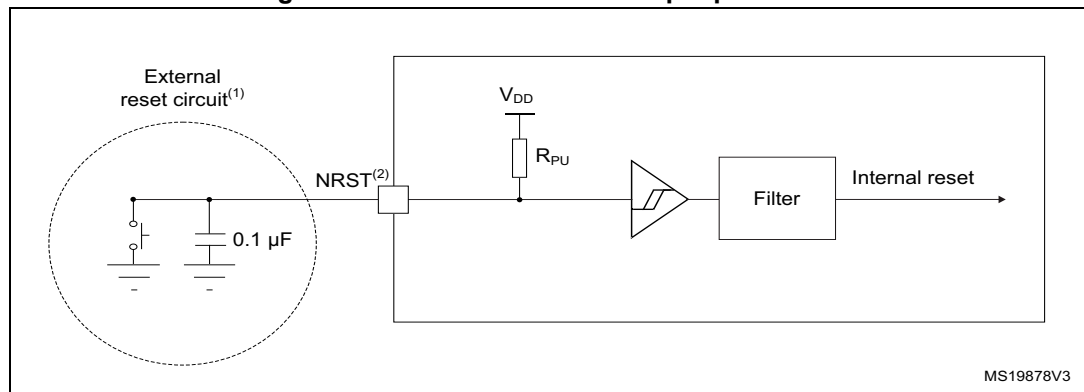 External
reset circuit(1)
NRST(2)
VDD
RPU
0.1 µF
Filter
Internal reset
MS19878V3